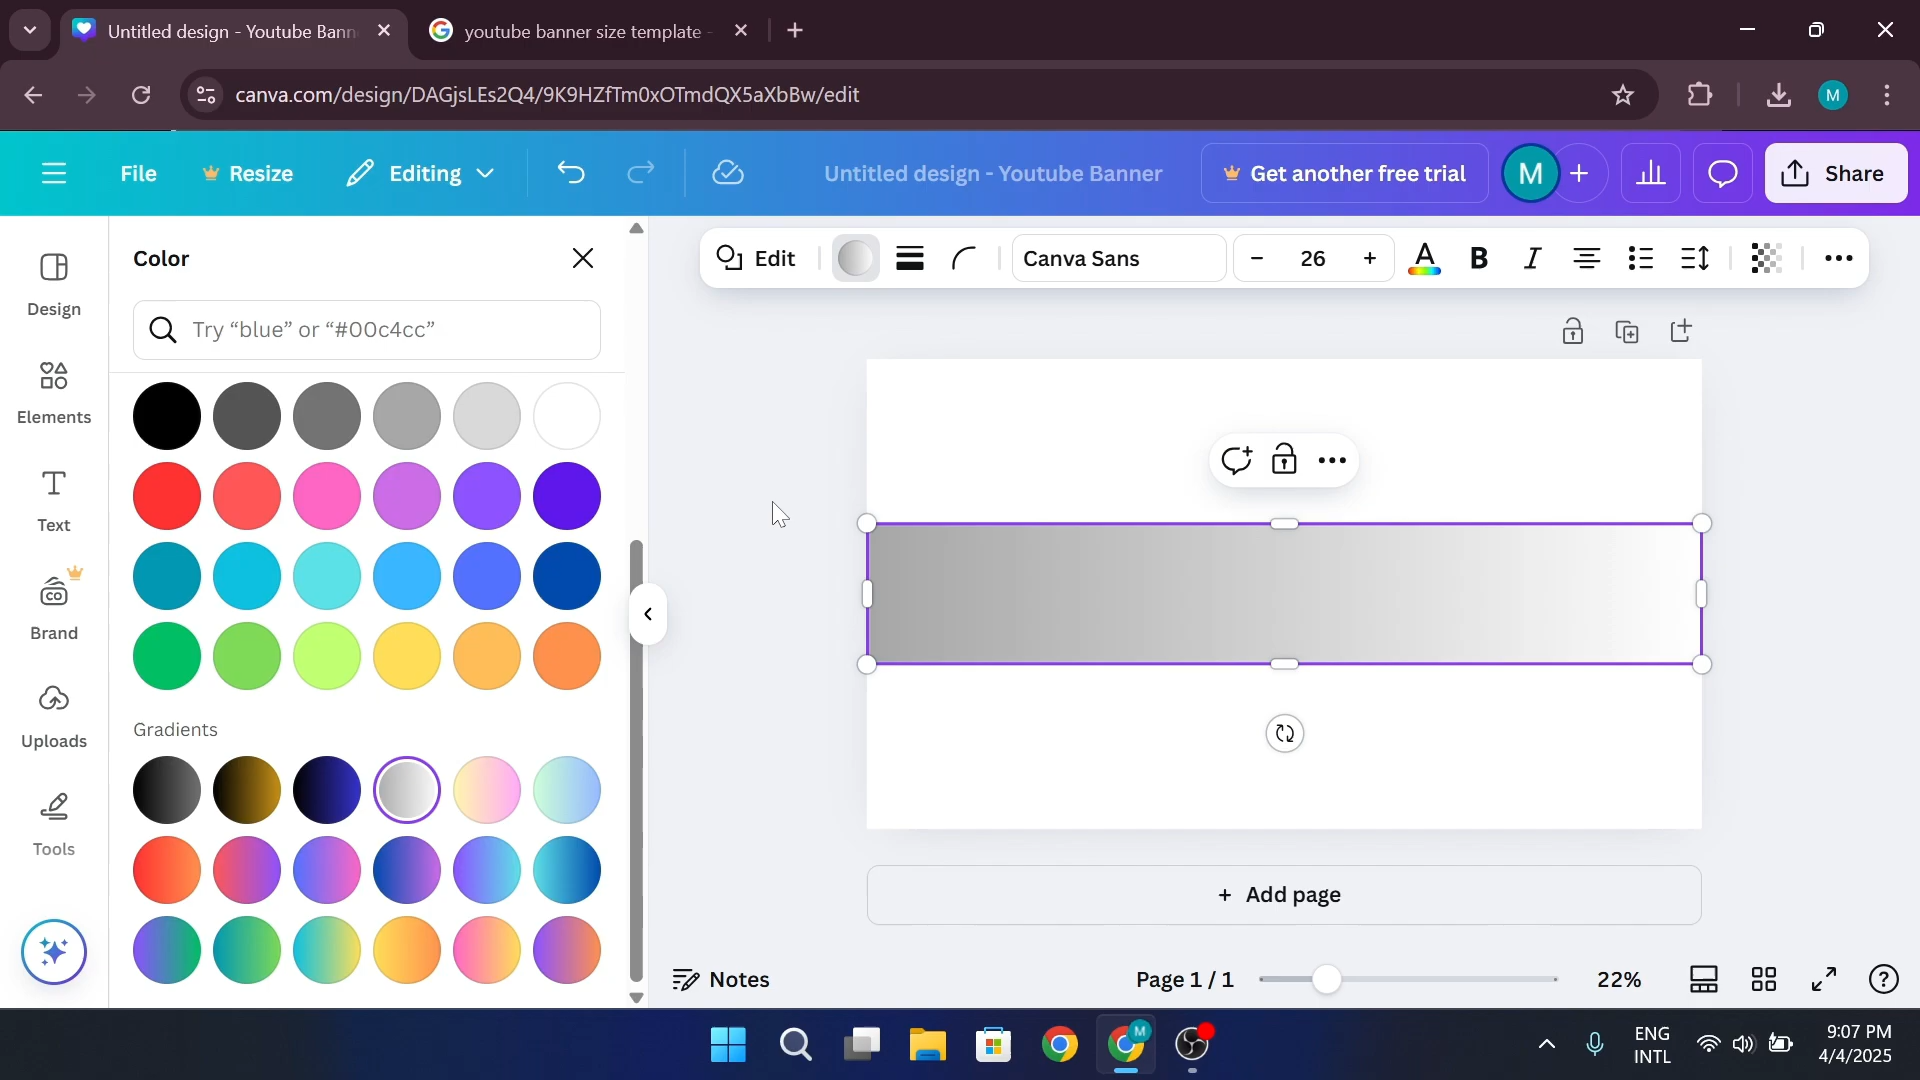 Untitled design - Youtube Bann
youtube banner size template -
canva.com/design/DAGjsLEs2Q4/9K9HZfTm0xOTmdQX5aXbBw/edit
M
File
Resize
Editing
Untitled design - Youtube Banner
Get another free trial
M
Share
Design
Elements
Text
CO
Brand
Uploads
Tools
Color
Try “blue” or “#00c4cc”
Gradients
Edit
Canva Sans
– 26 +
A
B
I
+ Add page
Notes
Page 1 / 1
22%
M
ENG
INTL
9:07 PM
4/4/2025